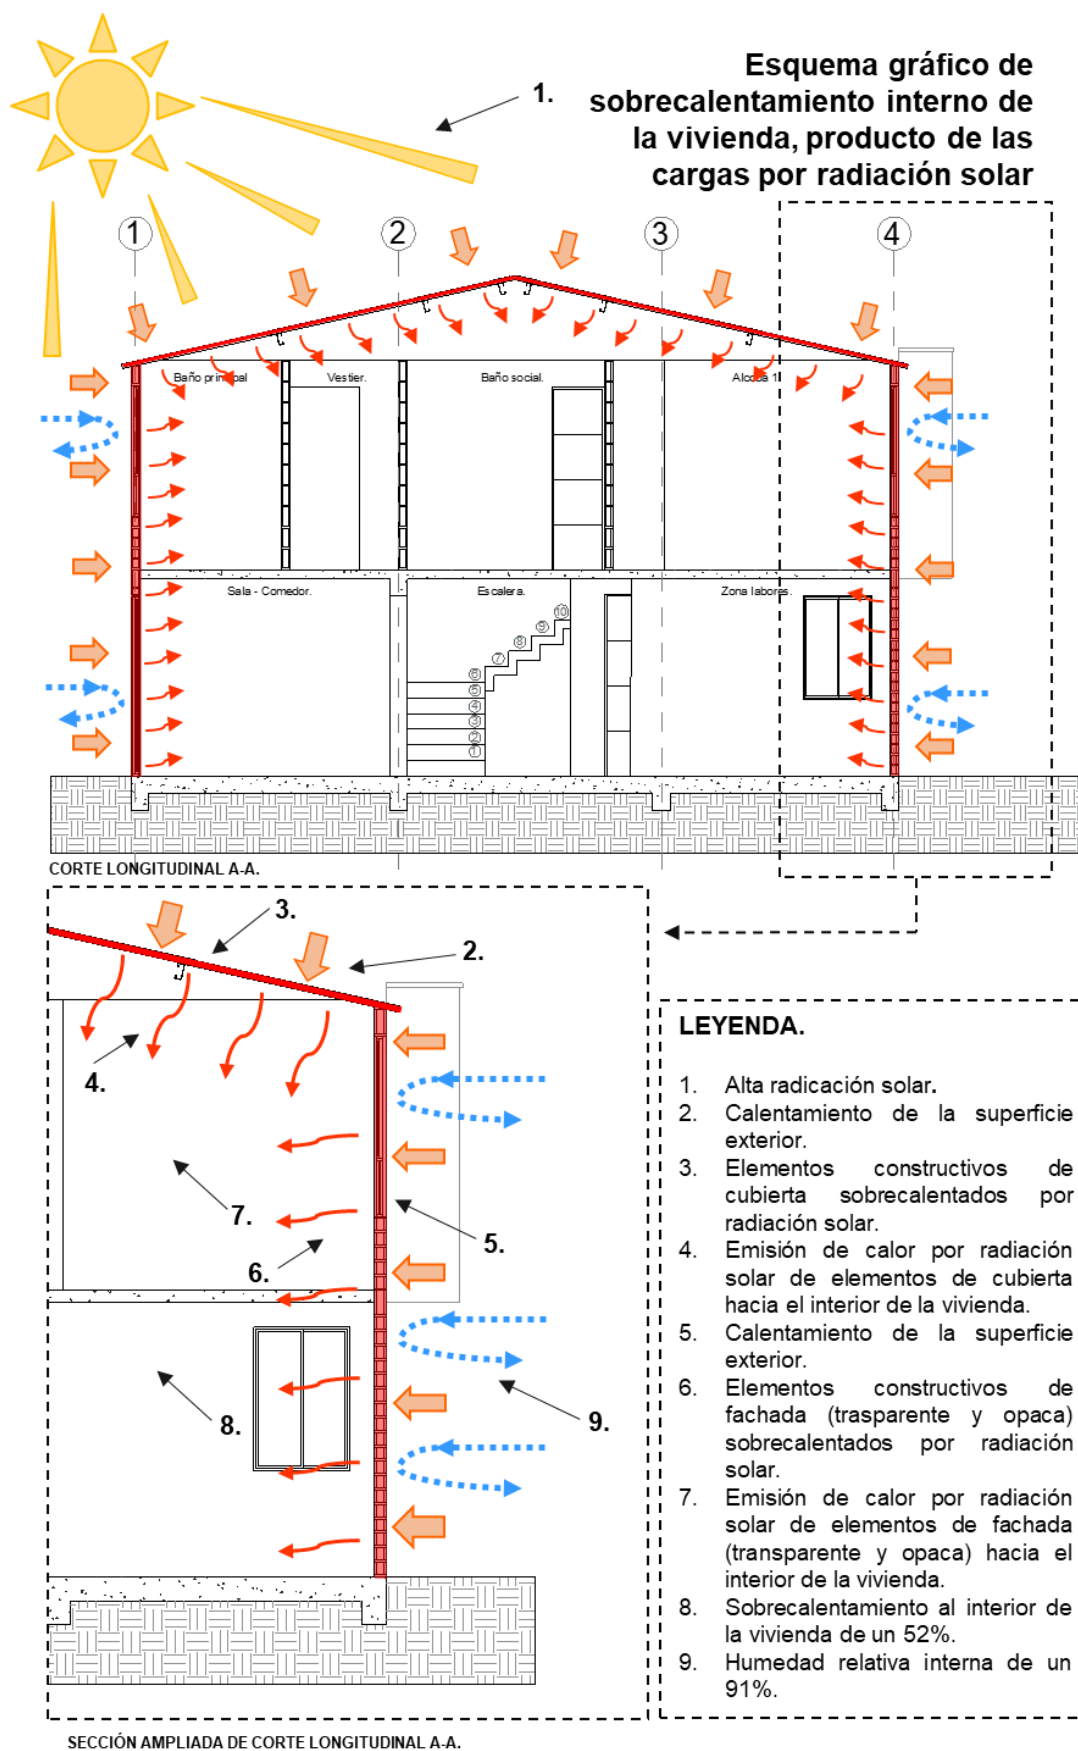 Esquema gráfico de
sobrecalentamiento interno de
la vivienda, producto de las
cargas por radiación solar
1.
1
2
3
4
Baño principal
Vestier.
Baño social.
Alcoba 1.
Sala - Comedor.
Escalera.
Zona labores.
10
9
8
7
6
5
4
3
2
1
CORTE LONGITUDINAL A-A.
3.
2.
4.
7.
5.
6.
8.
9.
SECCIÓN AMPLIADA DE CORTE LONGITUDINAL A-A.
LEYENDA.
1. Alta radicación solar.
2. Calentamiento de la superficie
exterior.
3. Elementos constructivos de
cubierta sobrecalentados por
radiación solar.
4. Emisión de calor por radiación
solar de elementos de cubierta
hacia el interior de la vivienda.
5. Calentamiento de la superficie
exterior.
6. Elementos constructivos de
fachada (trasparente y opaca)
sobrecalentados por radiación
solar.
7. Emisión de calor por radiación
solar de elementos de fachada
(transparente y opaca) hacia el
interior de la vivienda.
8. Sobrecalentamiento al interior de
la vivienda de un 52%.
9. Humedad relativa interna de un
91%.